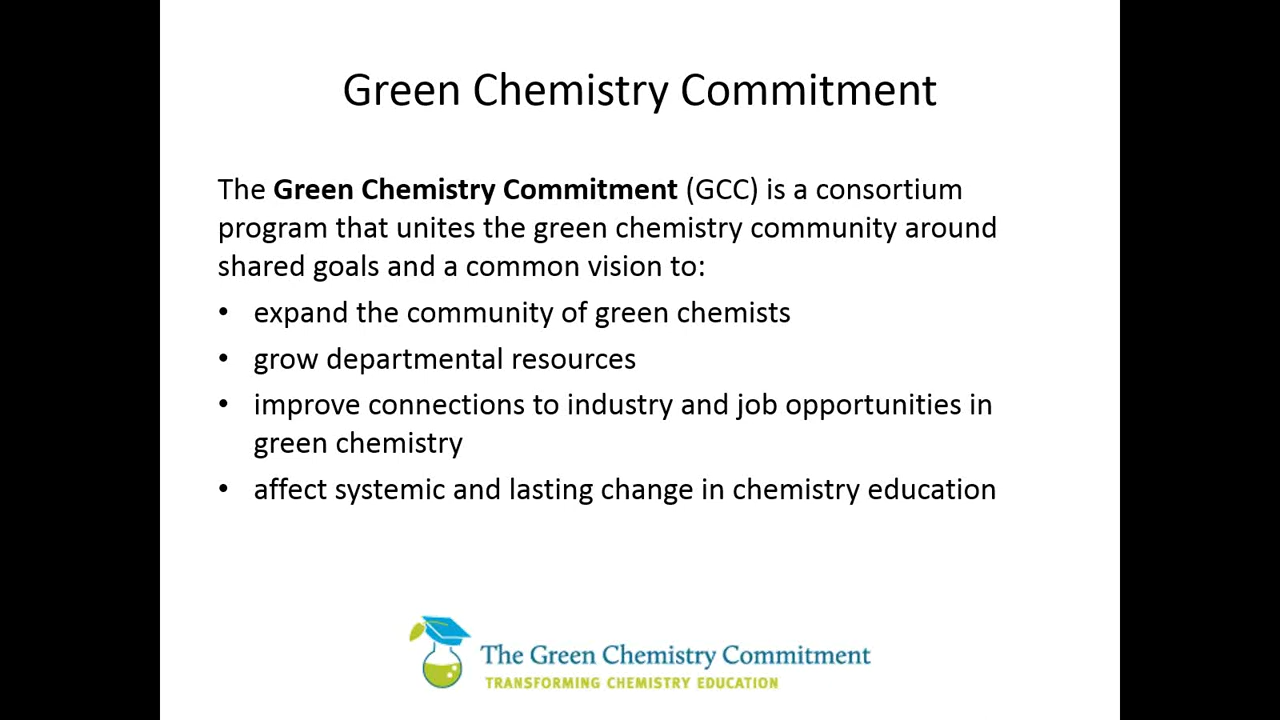 Green Chemistry Commitment
The Green Chemistry Commitment (GCC) is a consortium
program that unites the green chemistry community around
shared goals and a common vision to:
• expand the community of green chemists
• grow departmental resources
• improve connections to industry and job opportunities in
green chemistry
• affect systemic and lasting change in chemistry education
The Green Chemistry Commitment
TRANSFORMING CHEMISTRY EDUCATION